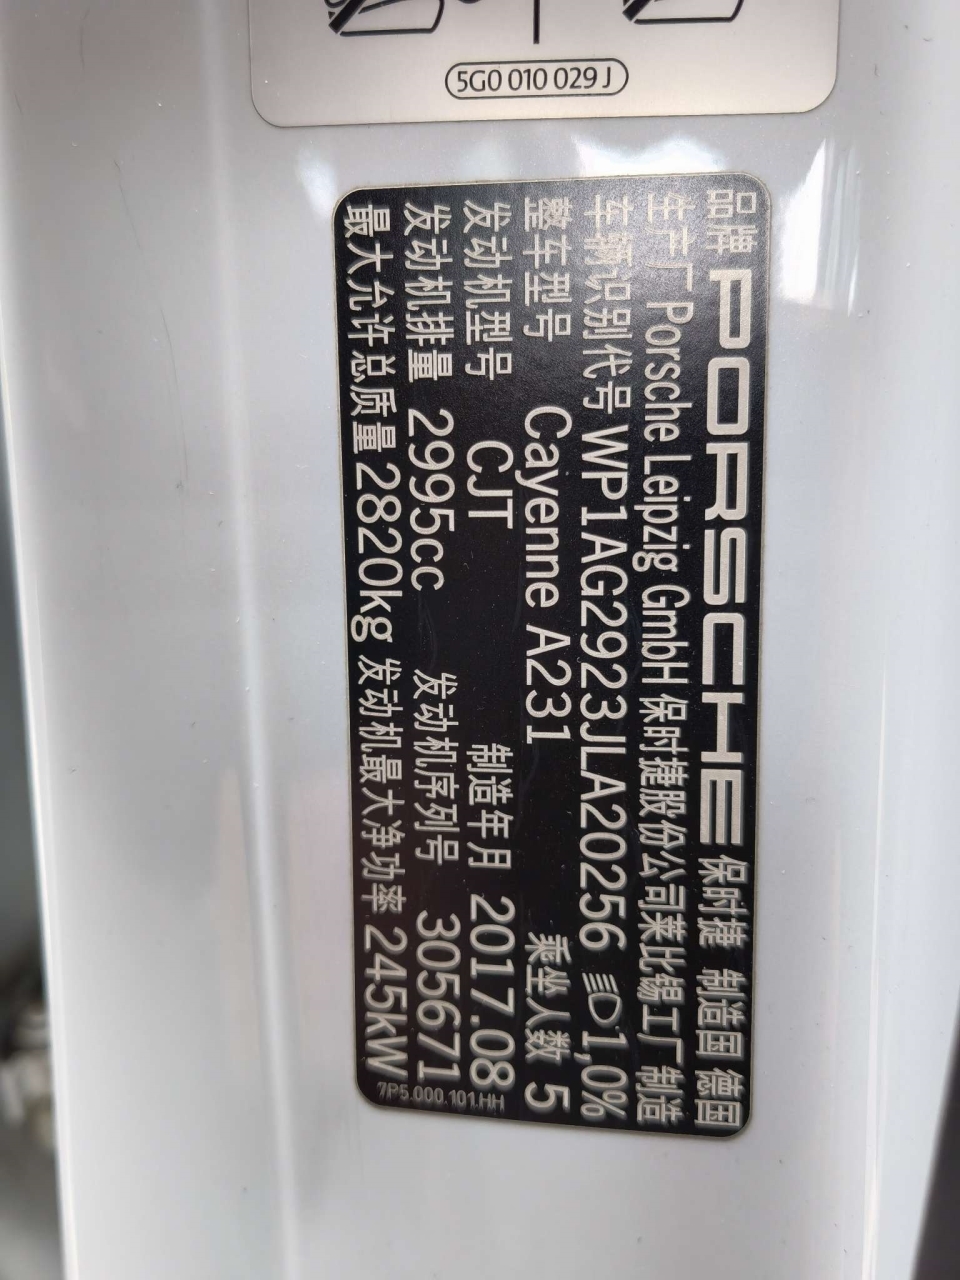 5G0 010 029 J
品牌 PORSCHE 保时捷 制造国 德国
生产厂 Porsche Leipzig GmbH 保时捷股份公司莱比锡工厂制造
车辆识别代号 WP1AG2923JLA20256 1,0%
整车型号 Cayenne A231 乘坐人数 5
发动机型号 CJT 制造年月 2017.08
发动机排量 2995cc 发动机序列号 305671
最大允许总质量 2820kg 发动机最大净功率 245kW
7P5.000.101.HH